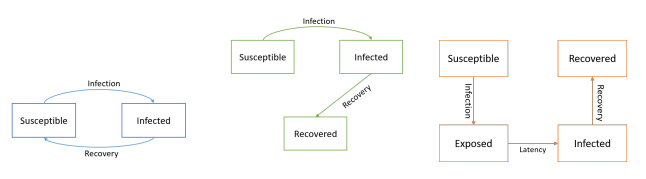 Infection
Susceptible
Infected
Recovery
Infection
Susceptible
Infected
Recovery
Recovered
Susceptible
Recovered
Infection
Recovery
Exposed
Latency
Infected